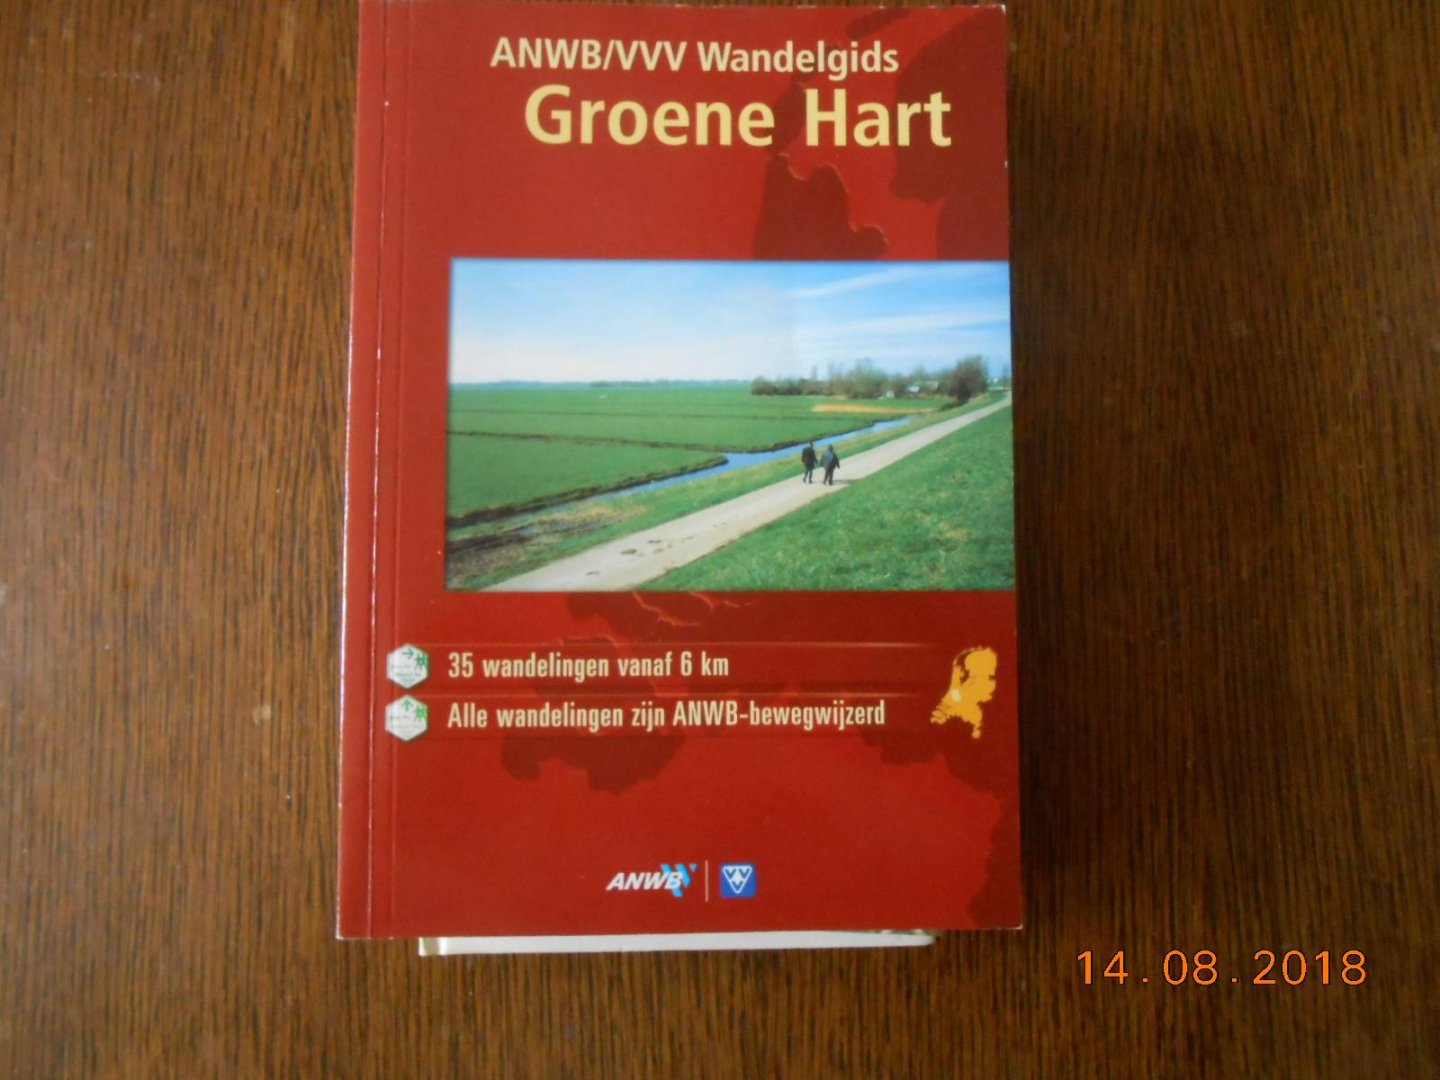 ANWB/VVV Wandelgids
Groene Hart
35 wandelingen vanaf 6 km
Alle wandelingen zijn ANWB-bewegwijzerd
ANWB
14.08.2018